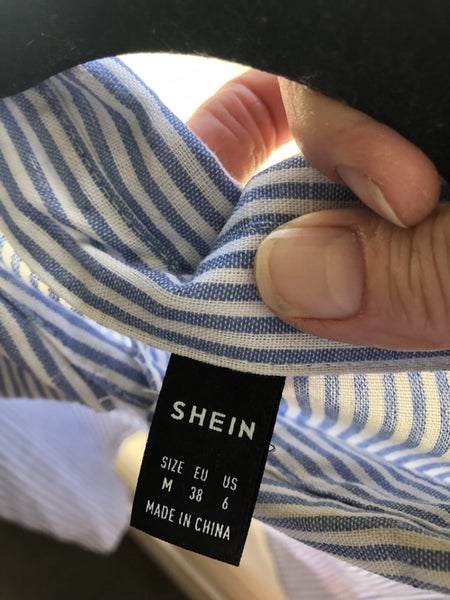 SHEIN
SIZE EU US
M 38 6
MADE IN CHINA